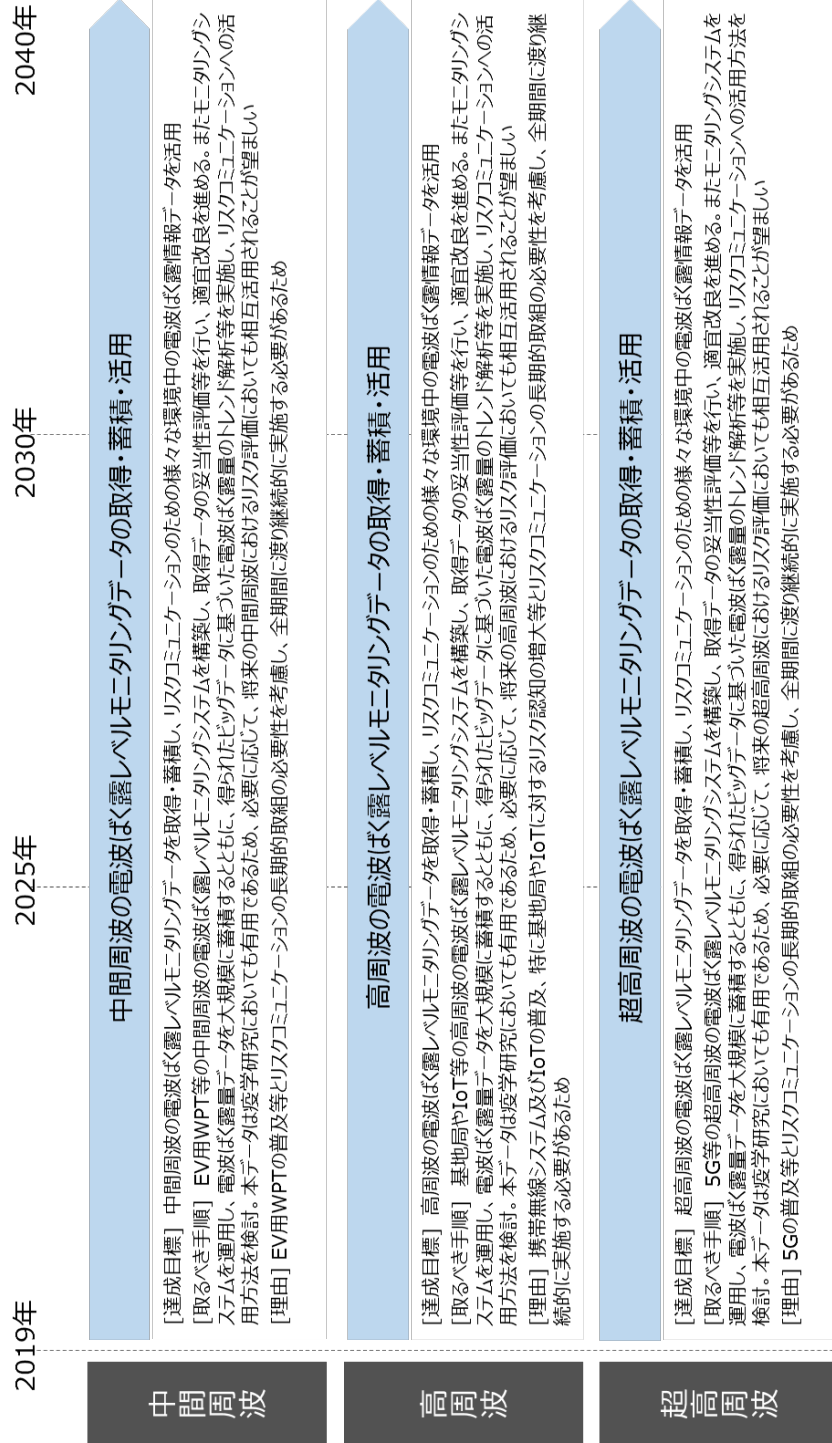 2019年 2025年 2030年 2040年
中間周波
中間周波の電波ばく露レベルモニタリングデータの取得・蓄積・活用
[達成目標] 中間周波の電波ばく露レベルモニタリングデータを取得・蓄積し、リスクコミュニケーションのための様々な環境中の電波ばく露情報データを活用
[取るべき手順] EV用WPT等の中間周波の電波ばく露レベルモニタリングシステムを構築し、取得データの妥当性評価等を行い、適宜改良を進める。またモニタリングシ
ステムを運用し、電波ばく露量データを大規模に蓄積するとともに、得られたビッグデータに基づいた電波ばく露量のトレンド解析等を実施し、リスクコミュニケーションへの活
用方法を検討。本データは疫学研究においても有用であるため、必要に応じて、将来の中間周波におけるリスク評価においても相互活用されることが望ましい
[理由] EV用WPTの普及等とリスクコミュニケーションの長期的取組の必要性を考慮し、全期間に渡り継続的に実施する必要があるため
高周波
高周波の電波ばく露レベルモニタリングデータの取得・蓄積・活用
[達成目標] 高周波の電波ばく露レベルモニタリングデータを取得・蓄積し、リスクコミュニケーションのための様々な環境中の電波ばく露情報データを活用
[取るべき手順] 基地局やIoT等の高周波の電波ばく露レベルモニタリングシステムを構築し、取得データの妥当性評価等を行い、適宜改良を進める。またモニタリングシ
ステムを運用し、電波ばく露量データを大規模に蓄積するとともに、得られたビッグデータに基づいた電波ばく露量のトレンド解析等を実施し、リスクコミュニケーションへの活
用方法を検討。本データは疫学研究においても有用であるため、必要に応じて、将来の高周波におけるリスク評価においても相互活用されることが望ましい
[理由] 携帯無線システム及びIoTの普及、特に基地局やIoTに対するリスク認知の増大等とリスクコミュニケーションの長期的取組の必要性を考慮し、全期間に渡り継
続的に実施する必要があるため
超高周波
超高周波の電波ばく露レベルモニタリングデータの取得・蓄積・活用
[達成目標] 超高周波の電波ばく露レベルモニタリングデータを取得・蓄積し、リスクコミュニケーションのための様々な環境中の電波ばく露情報データを活用
[取るべき手順] 5G等の超高周波の電波ばく露レベルモニタリングシステムを構築し、取得データの妥当性評価等を行い、適宜改良を進める。またモニタリングシステムを
運用し、電波ばく露量データを大規模に蓄積するとともに、得られたビッグデータに基づいた電波ばく露量のトレンド解析等を実施し、リスクコミュニケーションへの活用方法を
検討。本データは疫学研究においても有用であるため、必要に応じて、将来の超高周波におけるリスク評価においても相互活用されることが望ましい
[理由] 5Gの普及等とリスクコミュニケーションの長期的取組の必要性を考慮し、全期間に渡り継続的に実施する必要があるため